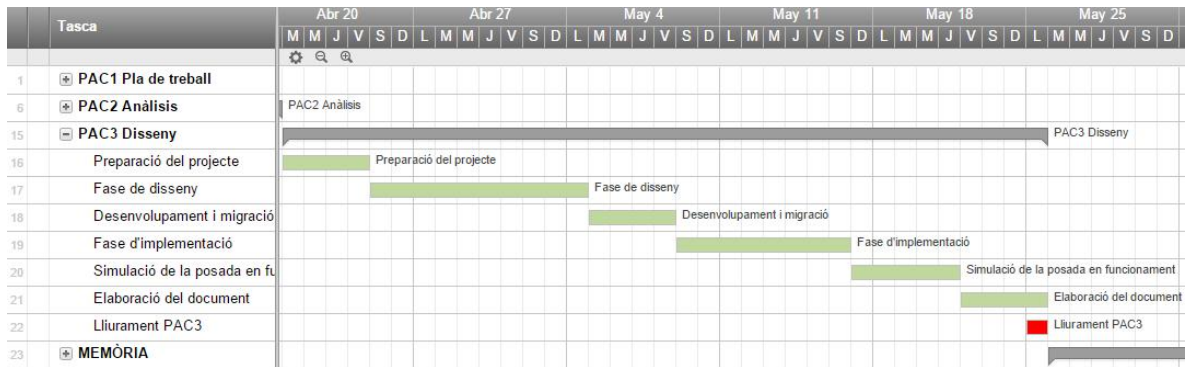 Abr 20 Abr 27 May 4 May 11 May 18 May 25
Tasca
M M J V S D L M M J V S D L M M J V S D L M M J V S D L M M J V S D L M M J V S D
1 PAC1 Pla de treball
6 PAC2 Anàlisis PAC2 Anàlisis
15 PAC3 Disseny PAC3 Disseny
16 Preparació del projecte Preparació del projecte
17 Fase de disseny Fase de disseny
18 Desenvolupament i migració Desenvolupament i migració
19 Fase d'implementació Fase d'implementació
20 Simulació de la posada en fu Simulació de la posada en funcionament
21 Elaboració del document Elaboració del document
22 Lliurament PAC3 Lliurament PAC3
23 MEMÒRIA